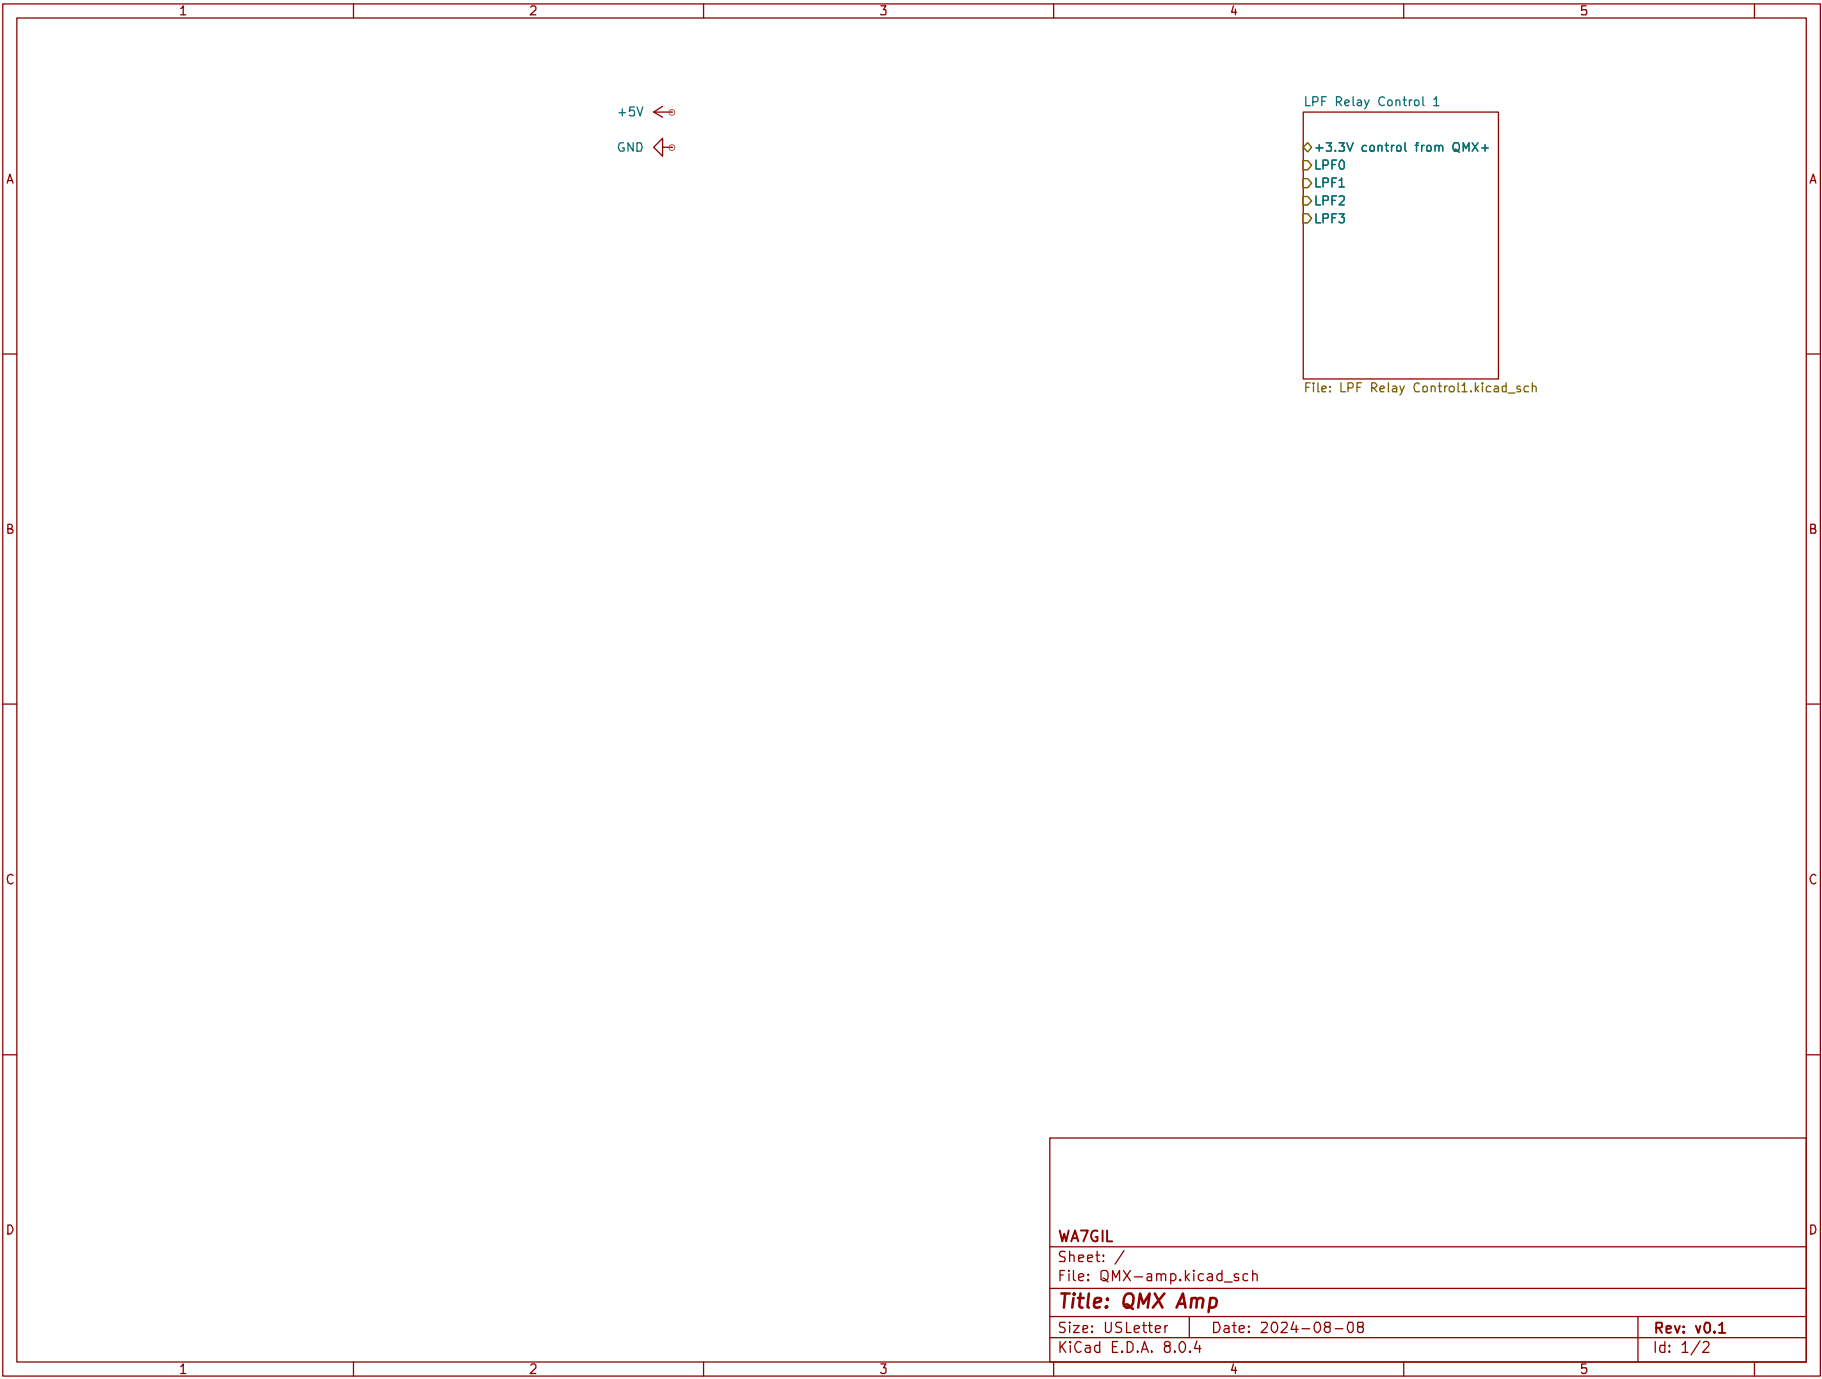 1 2 3 4 5
+5V
GND
LPF Relay Control 1
+3.3V control from QMX+
LPF0
LPF1
LPF2
LPF3
File: LPF Relay Control1.kicad_sch
A A
B B
C C
D D
WA7GIL
Sheet: /
File: QMX-amp.kicad_sch
Title: QMX Amp
Size: USLetter Date: 2024-08-08 Rev: v0.1
KiCad E.D.A. 8.0.4 Id: 1/2
1 2 3 4 5